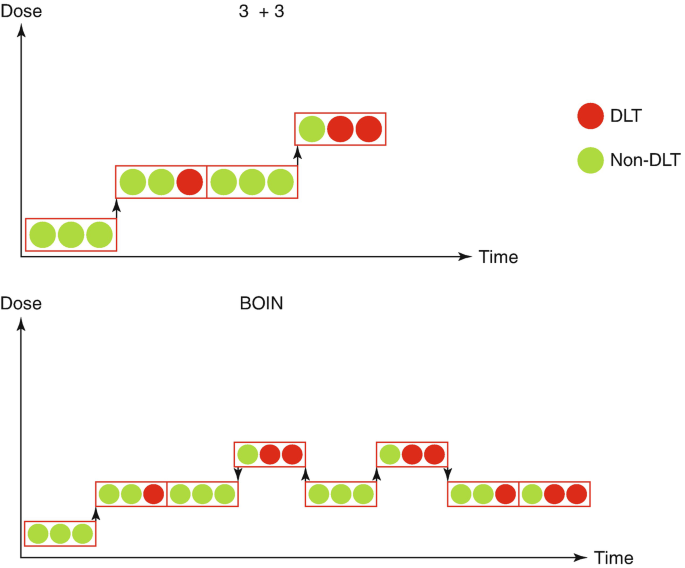 Dose
3 + 3
DLT
Non-DLT
Time
Dose
BOIN
Time